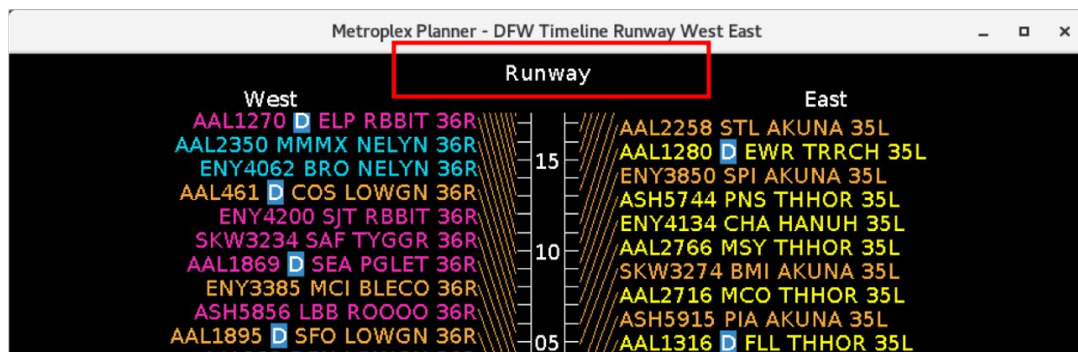 Metroplex Planner - DFW Timeline Runway West East
Runway
West
AAL1270 D ELP RBBIT 36R
AAL2350 MMMX NELYN 36R
ENY4062 BRO NELYN 36R
AAL461 D COS LOWGN 36R
ENY4200 SJT RBBIT 36R
SKW3234 SAF TYGGR 36R
AAL1869 D SEA PGLET 36R
ENY3385 MCI BLECO 36R
ASH5856 LBB ROOOO 36R
AAL1895 D SFO LOWGN 36R
15
10
05
East
AAL2258 STL AKUNA 35L
AAL1280 D EWR TRRCH 35L
ENY3850 SPI AKUNA 35L
ASH5744 PNS THHOR 35L
ENY4134 CHA HANUH 35L
AAL2766 MSY THHOR 35L
SKW3274 BMI AKUNA 35L
AAL2716 MCO THHOR 35L
ASH5915 PIA AKUNA 35L
AAL1316 D FLL THHOR 35L